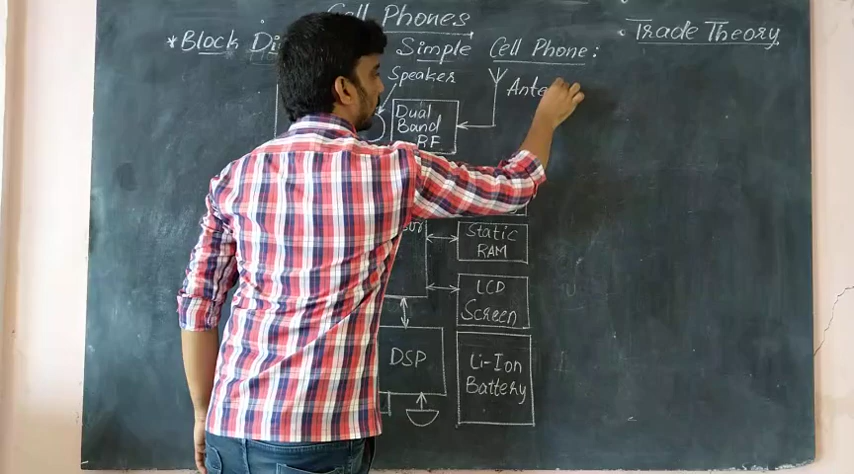 Cell Phones
• Trade Theory
*Block Di Simple Cell Phone:
Speaker
Ante
Dual
Band
RF
Static
RAM
LCD
Screen
DSP
Li-Ion
Battery